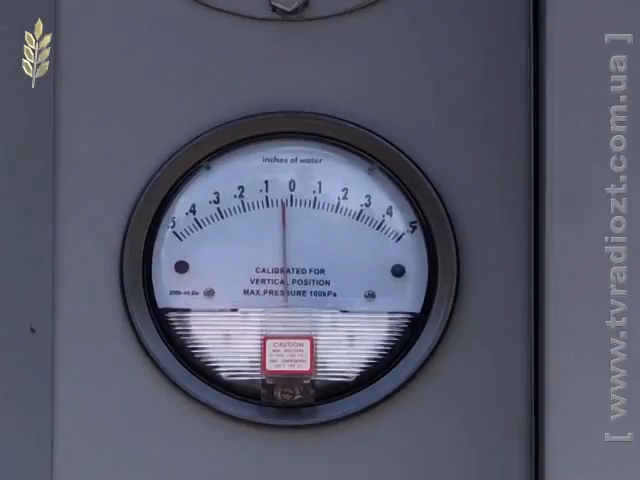 inches of water
.5 .4 .3 .2 .1 0 .1 .2 .3 .4 .5
CALIBRATED FOR
VERTICAL POSITION
MAX.PRESSURE 100kPa
CAUTION
[ www.tvradiozt.com.ua ]